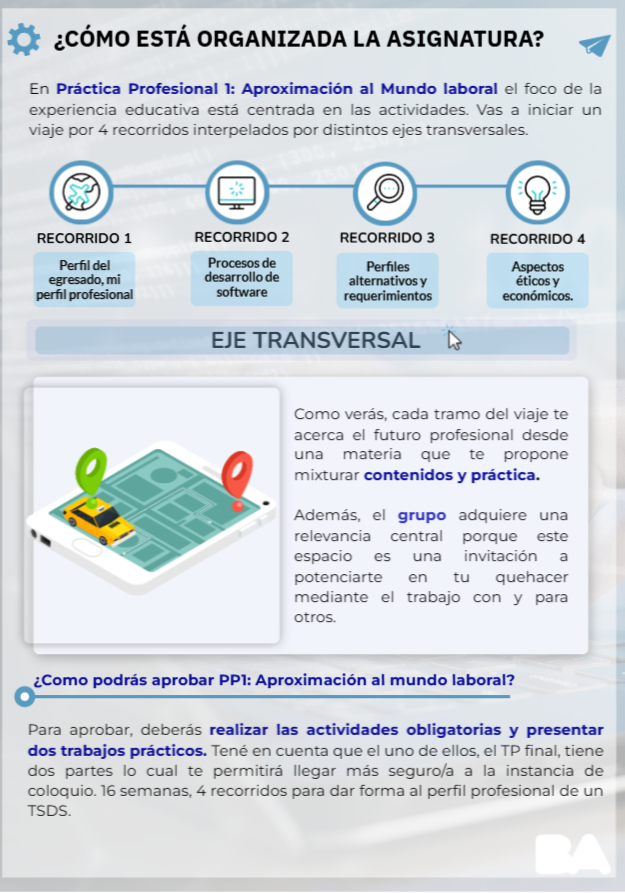 ¿CÓMO ESTÁ ORGANIZADA LA ASIGNATURA?
En Práctica Profesional 1: Aproximación al Mundo laboral el foco de la
experiencia educativa está centrada en las actividades. Vas a iniciar un
viaje por 4 recorridos interpelados por distintos ejes transversales.
RECORRIDO 1
Perfil del
egresado, mi
perfil profesional
RECORRIDO 2
Procesos de
desarrollo de
software
RECORRIDO 3
Perfiles
alternativos y
requerimientos
RECORRIDO 4
Aspectos
éticos y
económicos.
EJE TRANSVERSAL
Como verás, cada tramo del viaje te
acerca el futuro profesional desde
una materia que te propone
mixturar contenidos y práctica.
Además, el grupo adquiere una
relevancia central porque este
espacio es una invitación a
potenciarte en tu quehacer
mediante el trabajo con y para
otros.
¿Como podrás aprobar PP1: Aproximación al mundo laboral?
Para aprobar, deberás realizar las actividades obligatorias y presentar
dos trabajos prácticos. Tené en cuenta que el uno de ellos, el TP final, tiene
dos partes lo cual te permitirá llegar más seguro/a a la instancia de
coloquio. 16 semanas, 4 recorridos para dar forma al perfil profesional de un
TSDS.
BA